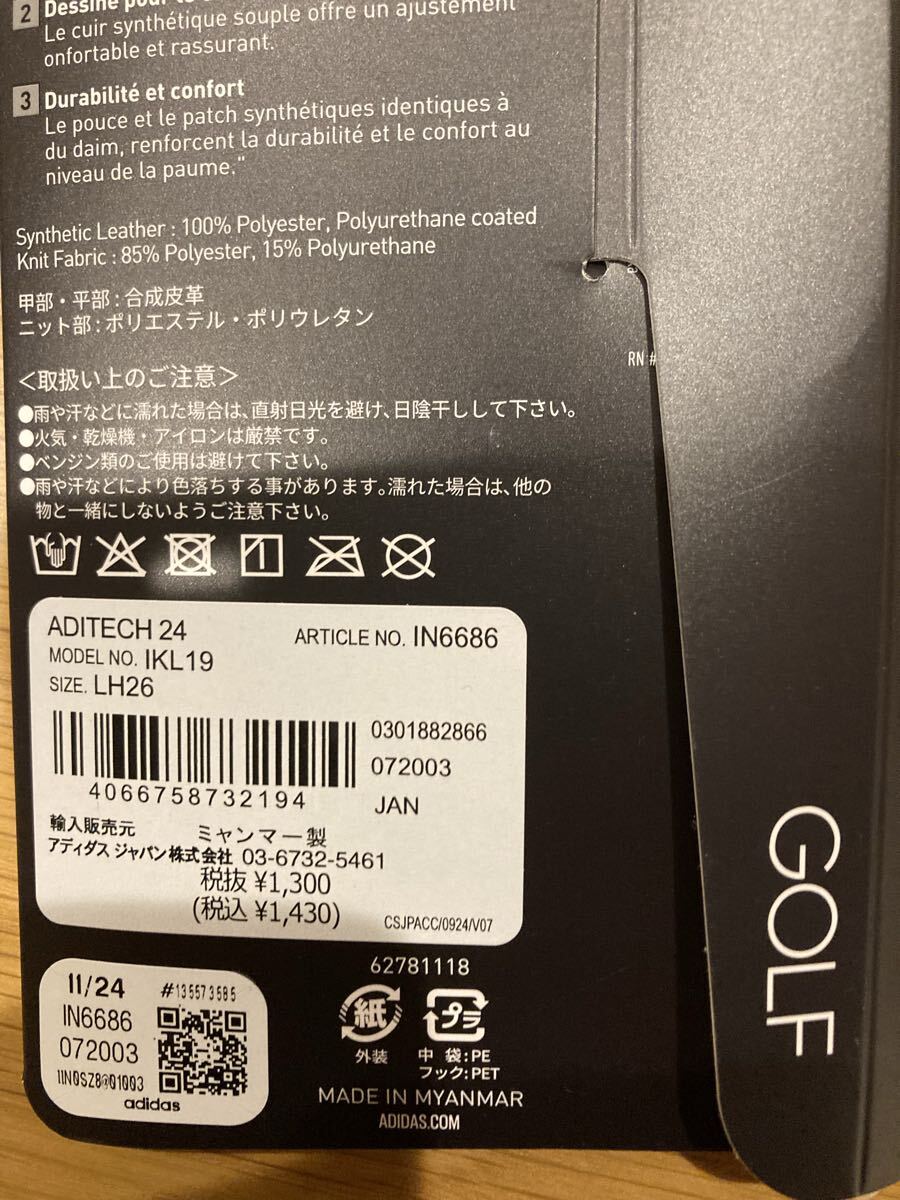 2 Dessiné pour le
Le cuir synthétique souple offre un ajustement
onfortable et rassurant.
3 Durabilité et confort
Le pouce et le patch synthétiques identiques à
du daim, renforcent la durabilité et le confort au
niveau de la paume."
Synthetic Leather : 100% Polyester, Polyurethane coated
Knit Fabric : 85% Polyester, 15% Polyurethane
甲部・平部:合成皮革
ニット部:ポリエステル・ポリウレタン
RN #
＜取扱い上のご注意＞
●雨や汗などに濡れた場合は、直射日光を避け、日陰干しして下さい。
●火気・乾燥機・アイロンは厳禁です。
●ベンジン類のご使用は避けて下さい。
●雨や汗などにより色落ちする事があります。濡れた場合は、他の
物と一緒にしないようご注意下さい。
ADITECH 24
ARTICLE NO. IN6686
MODEL NO. IKL19
SIZE. LH26
0301882866
072003
4066758732194
JAN
輸入販売元
ミャンマー製
アディダス ジャパン株式会社 03-6732-5461
税抜 ¥1,300
(税込 ¥1,430)
CSJPACC/0924/V07
GOLF
62781118
11/24 #135573585
IN6686
072003
11N0SZ8@01003
adidas
紙
外装
プラ
中 袋:PE
フック:PET
MADE IN MYANMAR
ADIDAS.COM